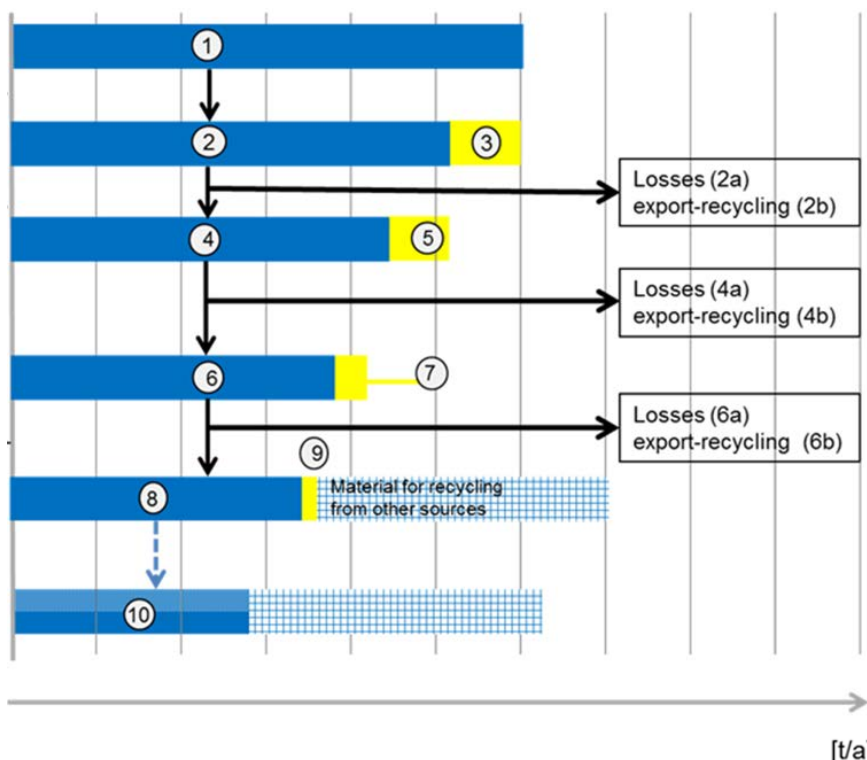 1
2
3
Losses (2a)
export-recycling (2b)
4
5
Losses (4a)
export-recycling (4b)
6
7
Losses (6a)
export-recycling (6b)
9
8
Material for recycling
from other sources
10
[t/a]